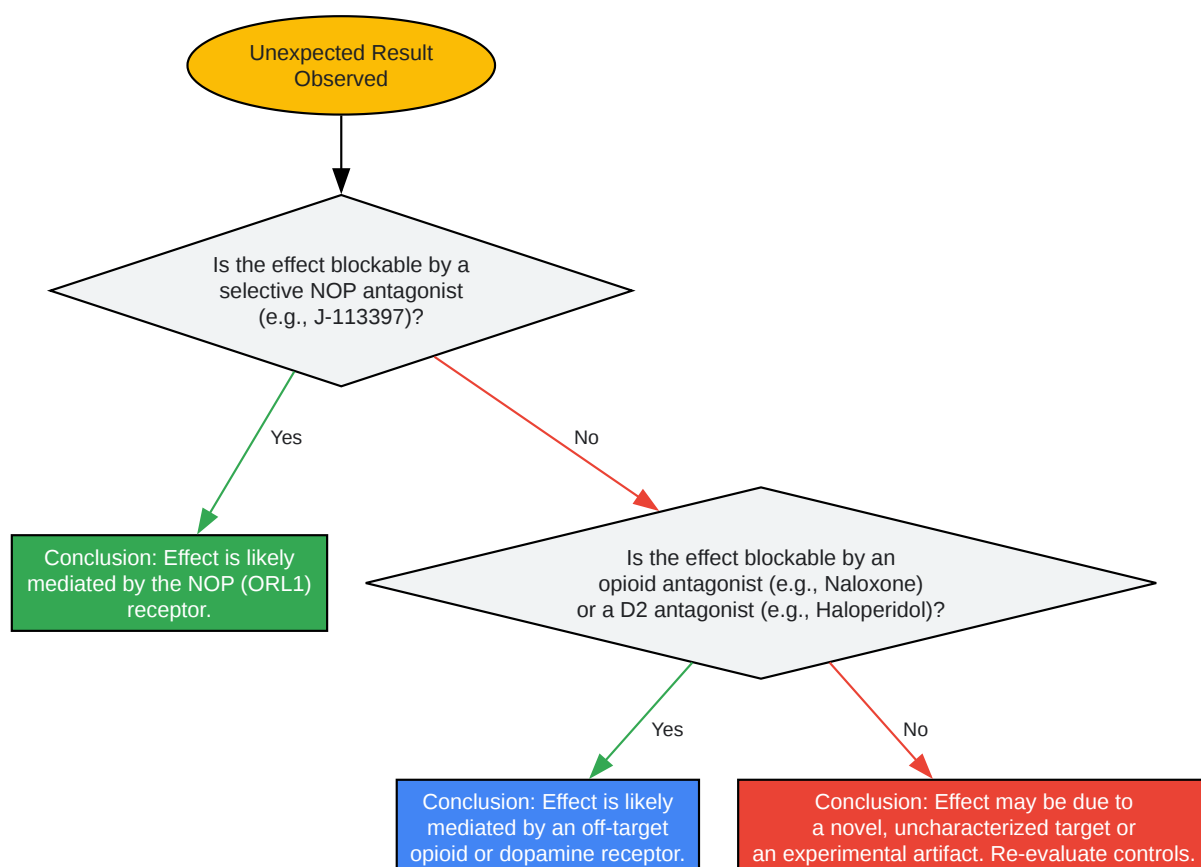 Unexpected Result
Observed
Is the effect blockable by a
selective NOP antagonist
(e.g., J-113397)?
Yes
No
Conclusion: Effect is likely
mediated by the NOP (ORL1)
receptor.
Is the effect blockable by an
opioid antagonist (e.g., Naloxone)
or a D2 antagonist (e.g., Haloperidol)?
Yes
No
Conclusion: Effect is likely
mediated by an off-target
opioid or dopamine receptor.
Conclusion: Effect may be due to
a novel, uncharacterized target or
an experimental artifact. Re-evaluate controls.